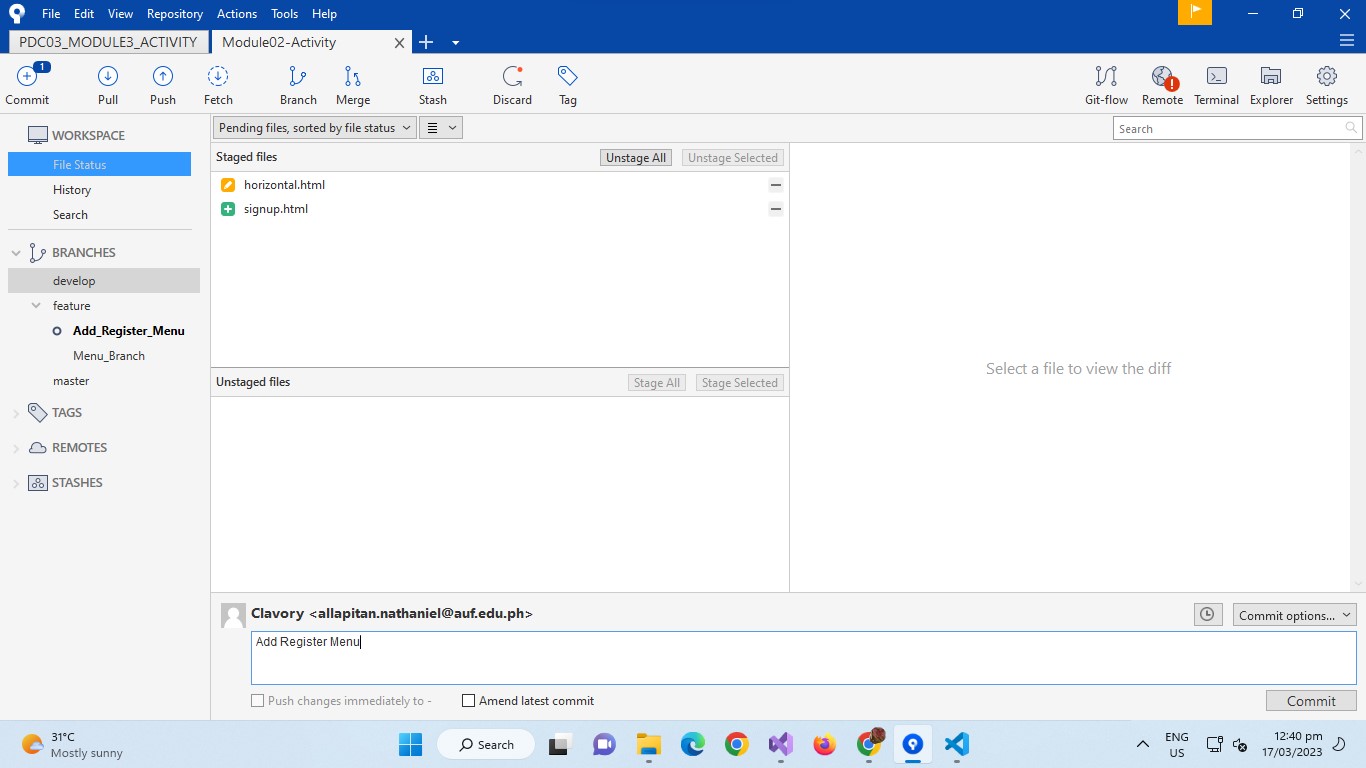 File Edit View Repository Actions Tools Help
PDC03_MODULE3_ACTIVITY Module02-Activity
1
Commit Pull Push Fetch Branch Merge Stash Discard Tag Git-flow Remote Terminal Explorer Settings
WORKSPACE
File Status
History
Search
BRANCHES
develop
feature
Add_Register_Menu
Menu_Branch
master
TAGS
REMOTES
STASHES
Pending files, sorted by file status
Search
Staged files Unstage All Unstage Selected
horizontal.html
signup.html
Unstaged files Stage All Stage Selected
Select a file to view the diff
Clavory <allapitan.nathaniel@auf.edu.ph>
Commit options...
Add Register Menu
Push changes immediately to - Amend latest commit
Commit
31°C
Mostly sunny
Search
ENG
US
12:40 pm
17/03/2023